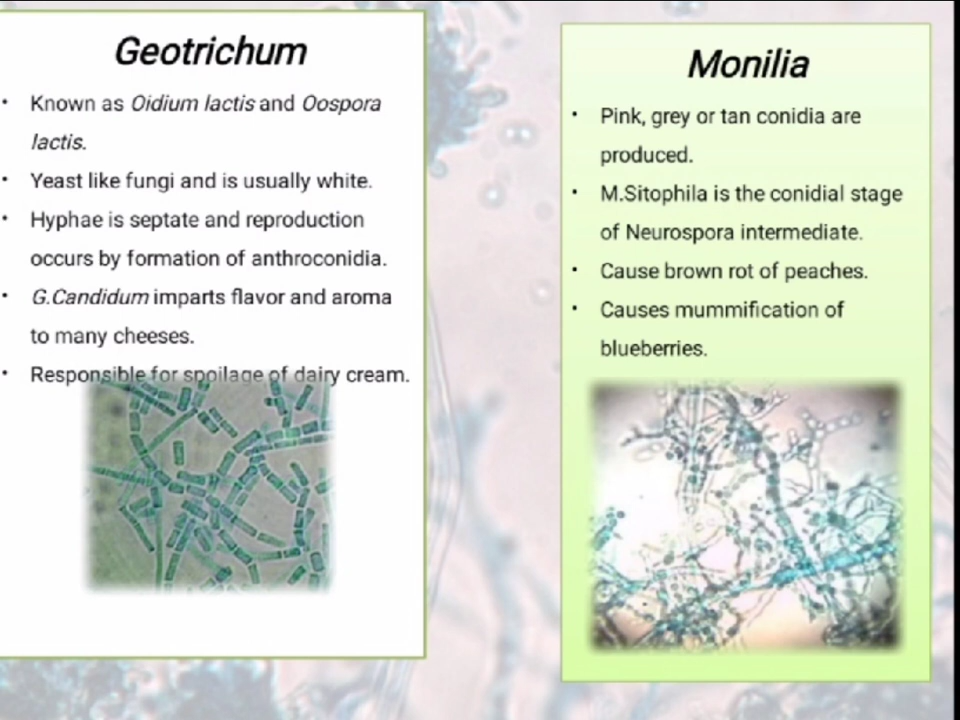 Geotrichum
• Known as Oidium lactis and Oospora
lactis.
• Yeast like fungi and is usually white.
• Hyphae is septate and reproduction
occurs by formation of anthroconidia.
• G.Candidum imparts flavor and aroma
to many cheeses.
• Responsible for spoilage of dairy cream.
Monilia
• Pink, grey or tan conidia are
produced.
• M.Sitophila is the conidial stage
of Neurospora intermediate.
• Cause brown rot of peaches.
• Causes mummification of
blueberries.